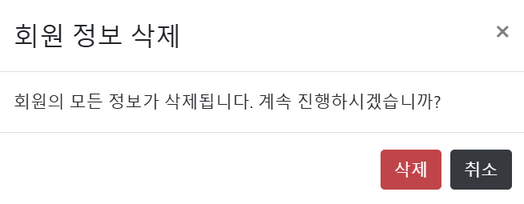 회원 정보 삭제
×
회원의 모든 정보가 삭제됩니다. 계속 진행하시겠습니까?
삭제
취소